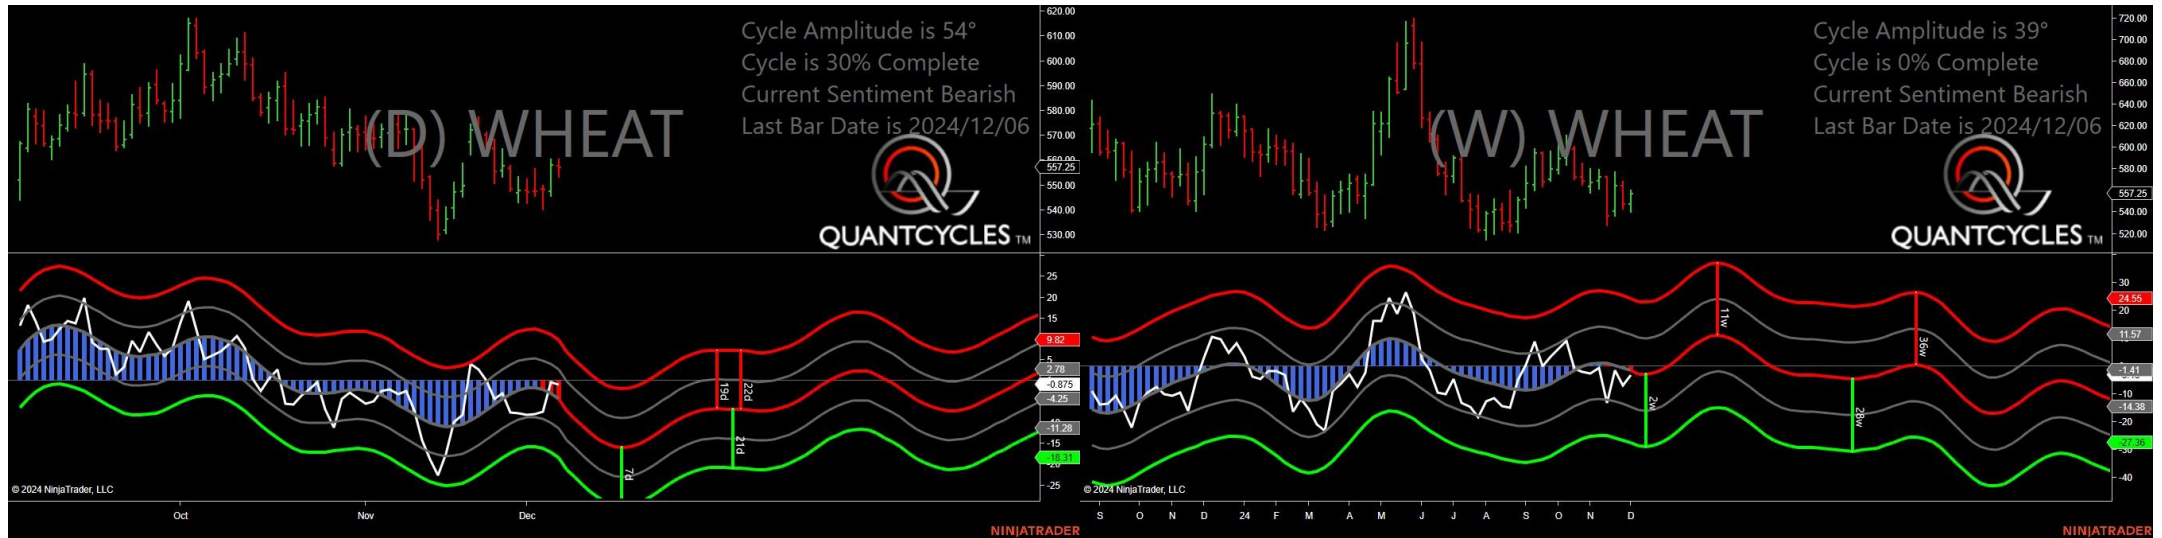 Cycle Amplitude is 54°
Cycle is 30% Complete
Current Sentiment Bearish
Last Bar Date is 2024/12/06
(D) WHEAT
QUANTCYCLES TM
620.00
610.00
600.00
590.00
580.00
570.00
560.00
557.25
550.00
540.00
530.00
25
20
15
9.82
5
2.78
-0.875
-4.25
-11.28
-15
-18.31
-20
-25
19d
22d
21d
7d
© 2024 NinjaTrader, LLC
Oct Nov Dec
NINJATRADER
Cycle Amplitude is 39°
Cycle is 0% Complete
Current Sentiment Bearish
Last Bar Date is 2024/12/06
(W) WHEAT
QUANTCYCLES TM
720.00
700.00
680.00
660.00
640.00
620.00
600.00
580.00
557.25
540.00
520.00
30
24.55
20
11.57
-1.41
-10
-14.38
-20
-27.36
-30
-40
11w
36w
2w
28w
© 2024 NinjaTrader, LLC
S O N D 24 F M A M J J A S O N D
NINJATRADER